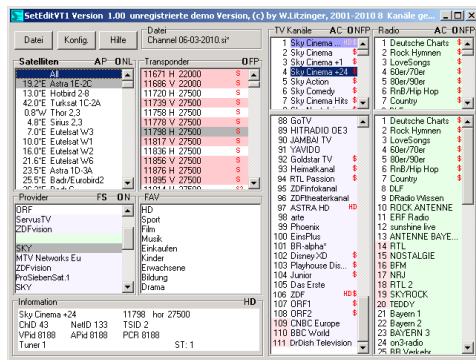 SetEditVT1 Version 1.00 unregistrierte demo Version, (c) by W.Litzinger, 2001-2010 8 Kanäle ge...
Datei
Konfig.
Hilfe
Datei
Channel 06-03-2010.si*
Satelliten AP ONL
All
19.2°E Astra 1E-2C
13.0°E Hotbird 2-8
42.0°E Turksat 1C-2A
0.8°W Thor 2,3
4.8°E Sirius 2,3
7.0°E Eutelsat W3
10.0°E Eutelsat W1
16.0°E Eutelsat W2
21.6°E Eutelsat W6
23.5°E Astra 1D-3A
25.5°E Badr/Eurobird2
Transponder OFP
11671 H 22000 S
11686 V 22000 S
11720 H 27500 S
11739 V 27500 S
11758 H 27500 S
11778 V 27500 S
11798 H 27500 S
11817 V 27500 S
11836 H 27500 S
11856 V 27500 S
11876 H 27500 S
11895 V 27500 S
Provider FS ON
ORF
ServusTV
ZDFvision
SKY
MTV Networks Eu
ZDFvision
ProSiebenSat.1
SKY
FAV
HD
Sport
Film
Musik
Einkaufen
Kinder
Erwachsene
Bildung
Drama
Information HD
Sky Cinema +24 11798 hor 27500
ChID 43 NetID 133 TSID 2
VPid 8188 APid 8188 PCR 8188
Tuner 1 ST: 1
TV Kanäle AC ONFP
1 Sky Cinema HD $
2 Sky Cinema...
3 Sky Cinema +1 $
4 Sky Cinema +24 $
5 Sky Action $
6 Sky Comedy $
7 Sky Cinema Hits $
88 GoTV
89 HITRADIO OE3
90 JAMBA! TV
91 YAVIDO
92 Goldstar TV $
93 Heimatkanal $
94 RTL Passion $
95 ZDFinfokanal
96 ZDFtheaterkanal
97 ASTRA HD HD
98 arte
99 Phoenix
100 EinsPlus
101 BR-alpha*
102 Disney XD $
103 Playhouse Dis... $
104 Junior $
105 Das Erste
106 ZDF HD$
107 ORF1 $
108 ORF2 $
109 CNBC Europe
110 BBC World
111 DrDish Television
Radio AC ONFP
1 Deutsche Charts $
2 Rock Hymnen $
3 LoveSongs $
4 60er/70er $
5 80er/90er $
6 RnB/Hip Hop $
7 Country $
1 Deutsche Charts $
2 Rock Hymnen $
3 LoveSongs $
4 60er/70er $
5 80er/90er $
6 RnB/Hip Hop $
7 Country $
8 DLF
9 DRadio Wissen
10 ROCK ANTENNE
11 ERF Radio
12 sunshine live
13 ANTENNE BAYE...
14 RTL
15 NOSTALGIE
16 BFM
17 NRJ
18 RTL 2
19 SKYROCK
20 TEDDY
21 Bayern 1
22 Bayern 2
23 BAYERN 3
24 on3-radio
25 BR Verkehr